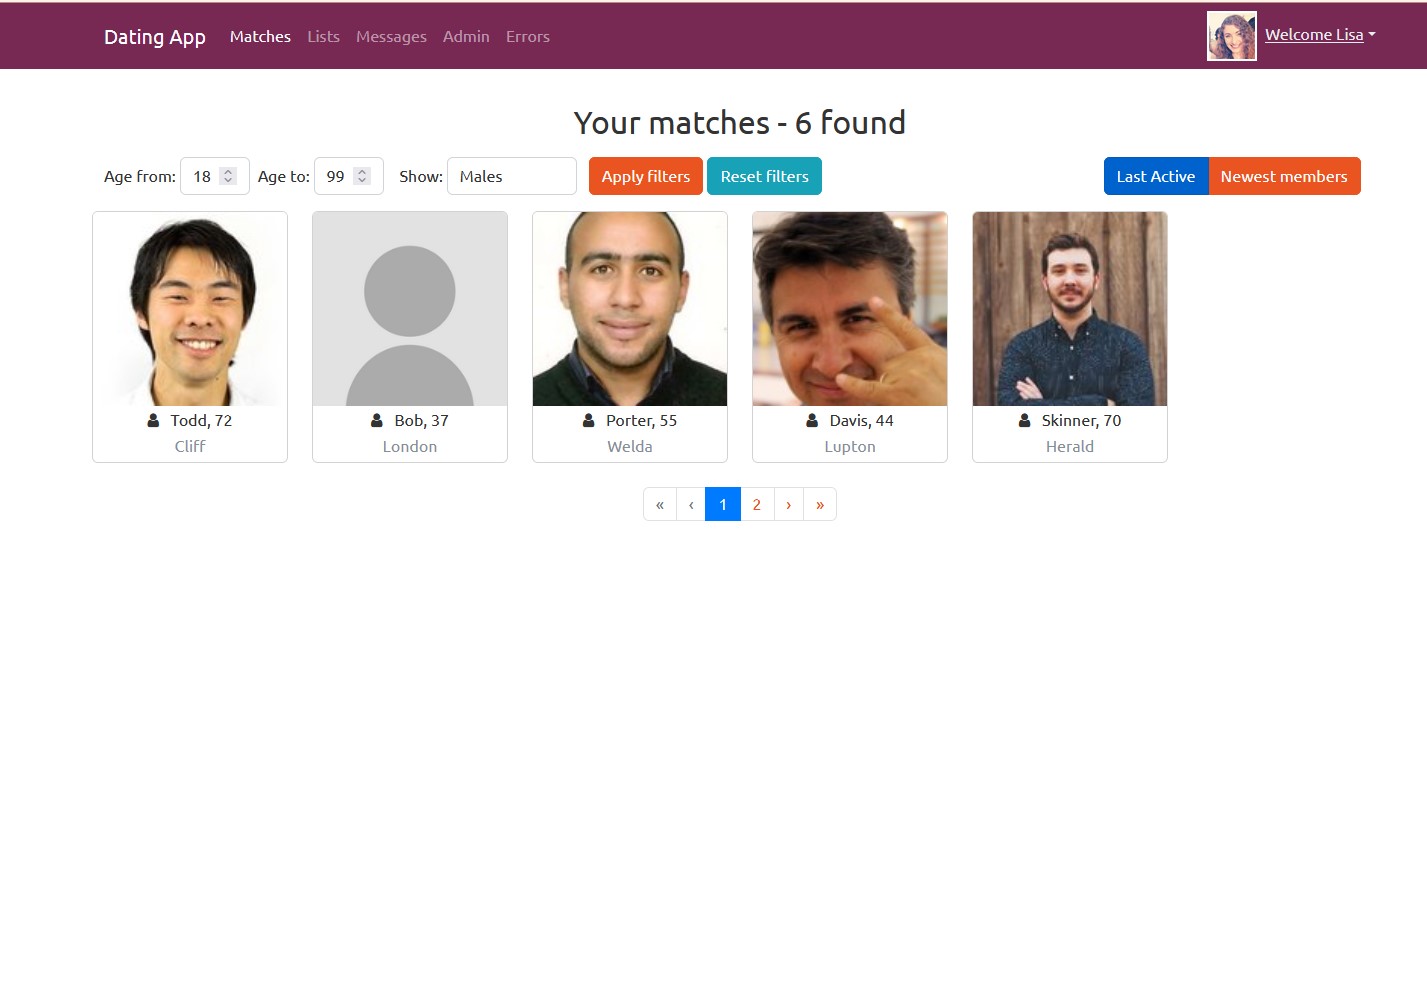 Dating App Matches Lists Messages Admin Errors Welcome Lisa
Your matches - 6 found
Age from: 18 Age to: 99 Show: Males Apply filters Reset filters Last Active Newest members
Todd, 72
Cliff
Bob, 37
London
Porter, 55
Welda
Davis, 44
Lupton
Skinner, 70
Herald
« ‹ 1 2 › »